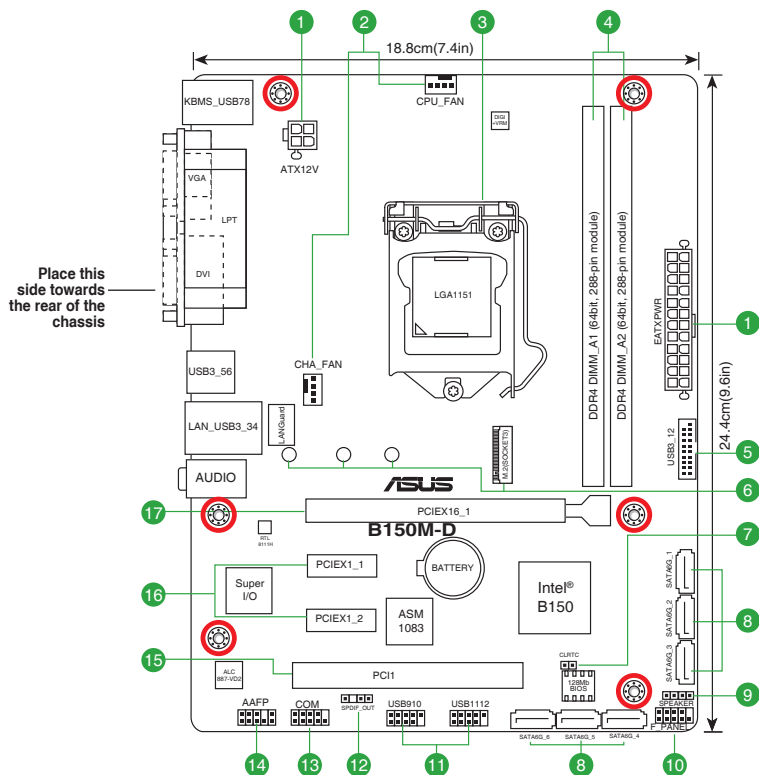 1
2
3
4
18.8cm(7.4in)
KBMS_USB78
CPU_FAN
DIGI
+VRM
ATX12V
VGA
LPT
DVI
Place this
side towards
the rear of the
chassis
LGA1151
DDR4 DIMM_A1 (64bit, 288-pin module)
DDR4 DIMM_A2 (64bit, 288-pin module)
EATXPWR
1
24.4cm(9.6in)
USB3_56
CHA_FAN
LAN_USB3_34
LANGuard
M.2(SOCKET3)
USB3_12
5
AUDIO
ASUS
6
17
PCIEX16_1
B150M-D
RTL
8111H
7
PCIEX1_1
BATTERY
Super
I/O
Intel®
B150
SATA6G_1
16
PCIEX1_2
ASM
1083
SATA6G_2
8
CLRTC
SATA6G_3
15
ALC
887-VD2
PCI1
128Mb
BIOS
9
SPEAKER
AAFP
COM
SPDIF_OUT
USB910
USB1112
F_PANEL
SATA6G_6
SATA6G_5
SATA6G_4
14
13
12
11
8
10